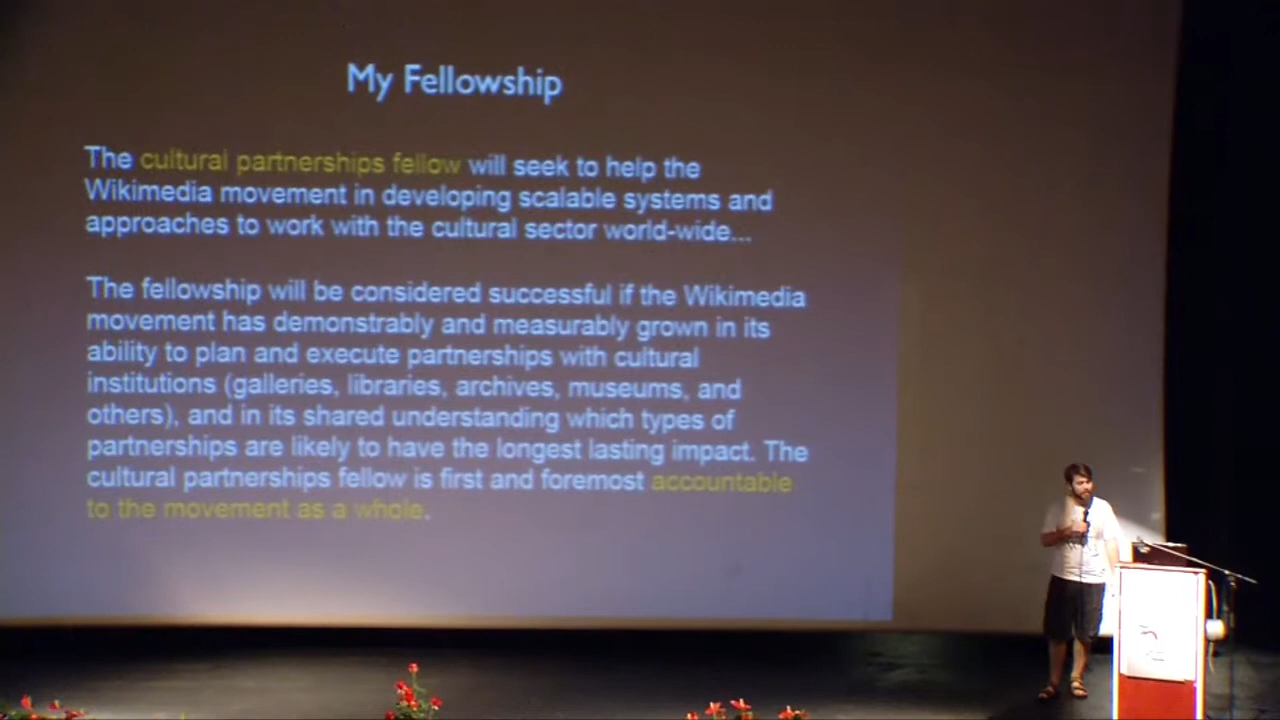 My Fellowship
The cultural partnerships fellow will seek to help the
Wikimedia movement in developing scalable systems and
approaches to work with the cultural sector world-wide...
The fellowship will be considered successful if the Wikimedia
movement has demonstrably and measurably grown in its
ability to plan and execute partnerships with cultural
institutions (galleries, libraries, archives, museums, and
others), and in its shared understanding which types of
partnerships are likely to have the longest lasting impact. The
cultural partnerships fellow is first and foremost accountable
to the movement as a whole.